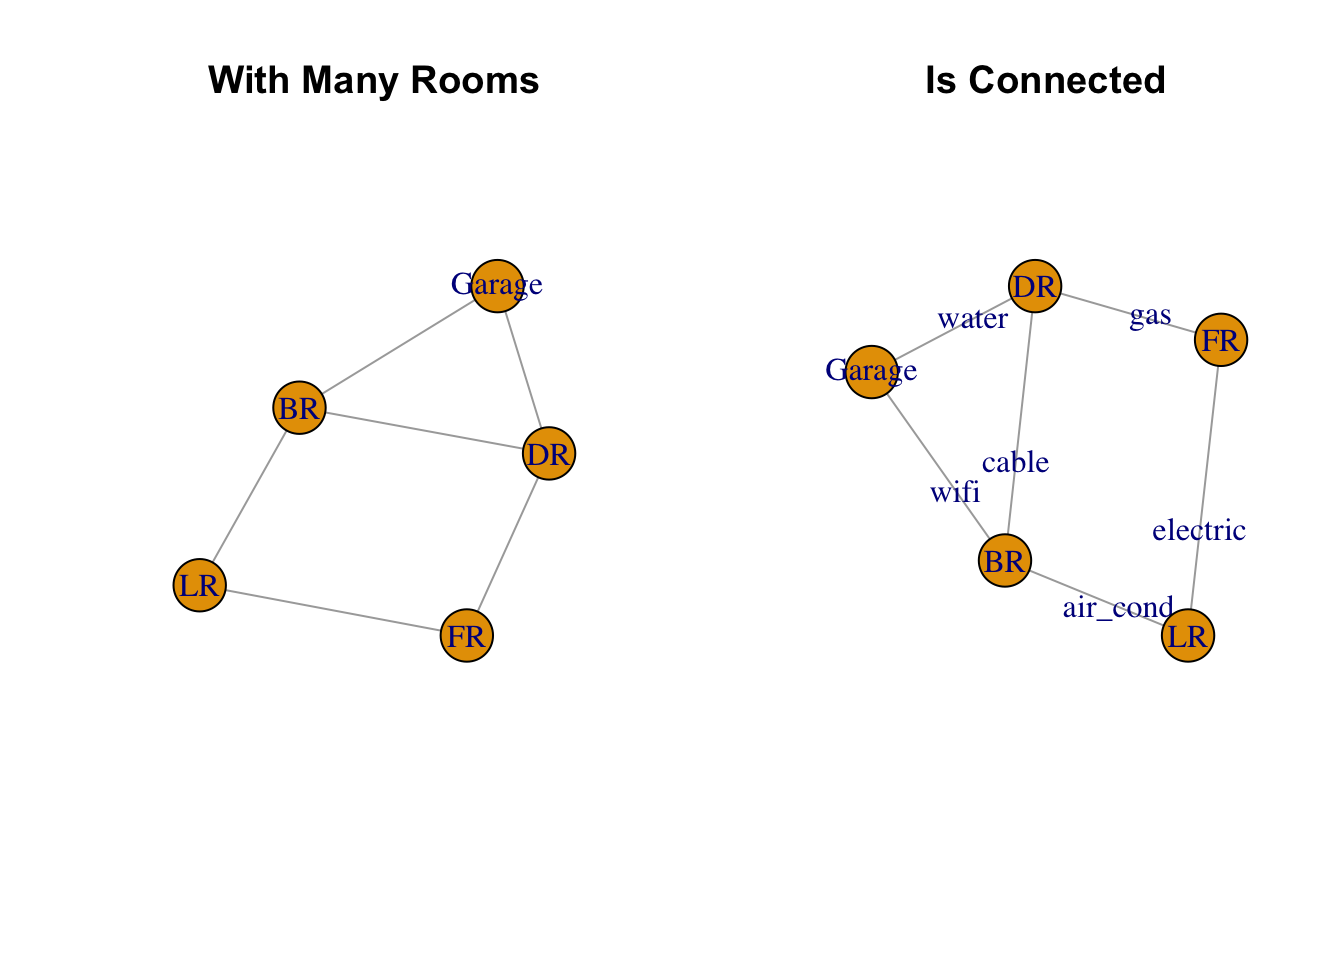 With Many Rooms
Garage
BR
DR
LR
FR
Is Connected
DR
water
gas
FR
Garage
cable
wifi
electric
BR
air_cond
LR